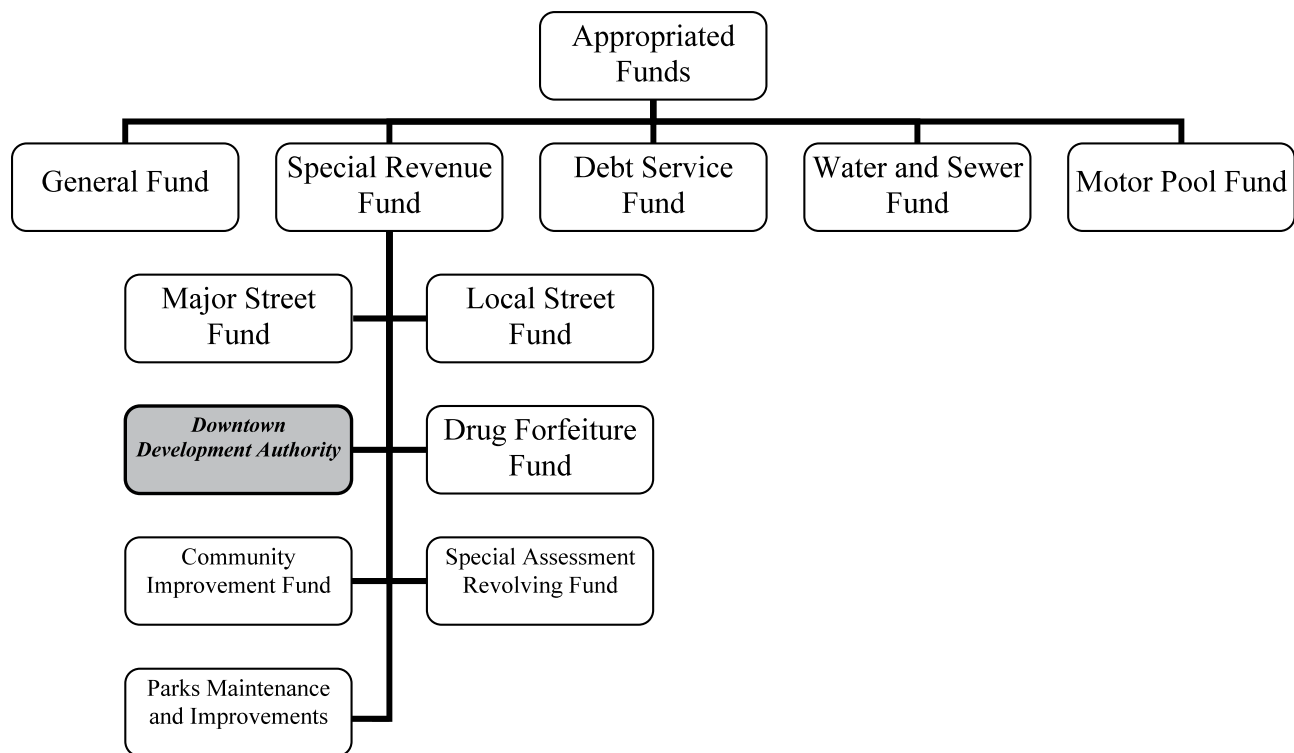 Appropriated
Funds
General Fund
Special Revenue
Fund
Debt Service
Fund
Water and Sewer
Fund
Motor Pool Fund
Major Street
Fund
Local Street
Fund
Downtown
Development Authority
Drug Forfeiture
Fund
Community
Improvement Fund
Special Assessment
Revolving Fund
Parks Maintenance
and Improvements